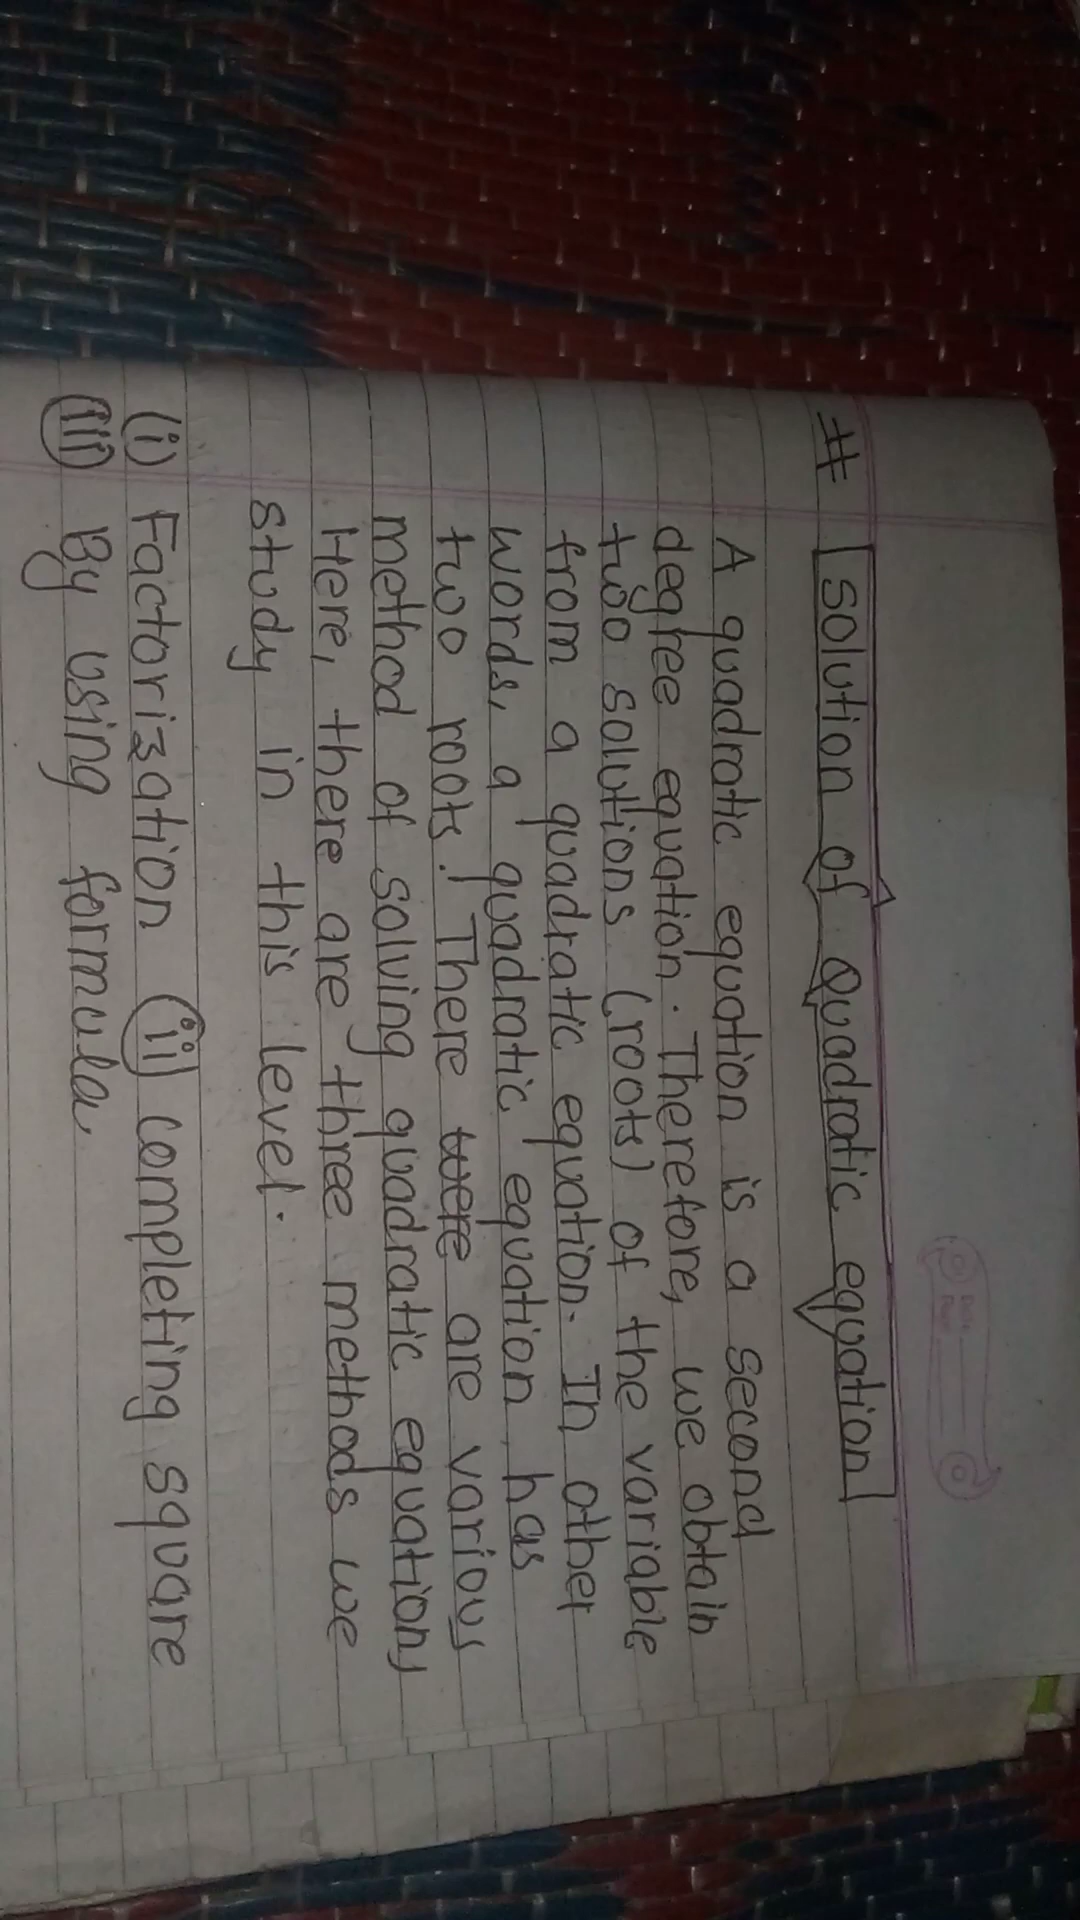 # Solution of Quadratic equation
A quadratic equation is a second
degree equation. Therefore, we obtain
two solutions (roots) of the variable
from a quadratic equation. In other
words, a quadratic equation has
two roots. There were are various
method of solving quadratic equations
Here, there are three methods we
study in this level.
(i) Factorization (ii) completing square
(iii) By using formula.